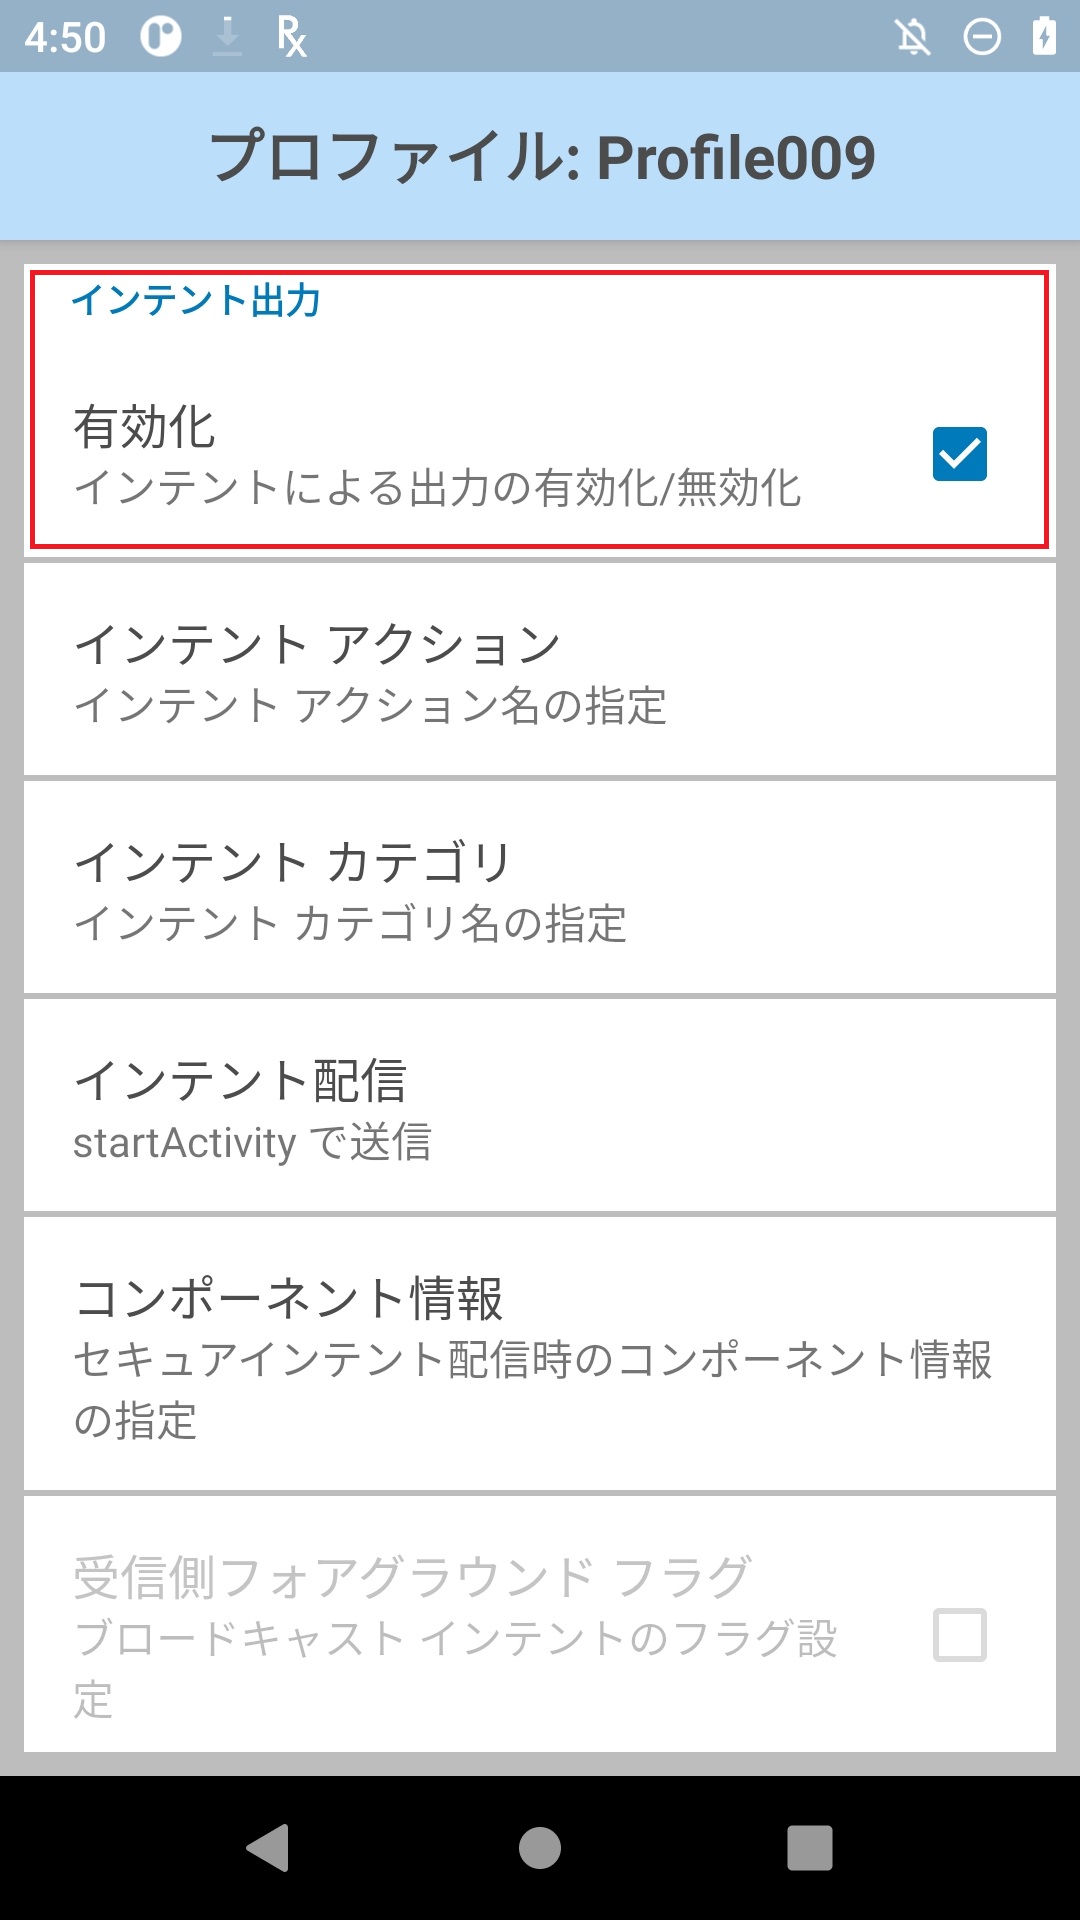 4:50
プロファイル: Profile009
インテント出力
有効化
インテントによる出力の有効化/無効化
インテント アクション
インテント アクション名の指定
インテント カテゴリ
インテント カテゴリ名の指定
インテント配信
startActivity で送信
コンポーネント情報
セキュアインテント配信時のコンポーネント情報
の指定
受信側フォアグラウンド フラグ
ブロードキャスト インテントのフラグ設
定